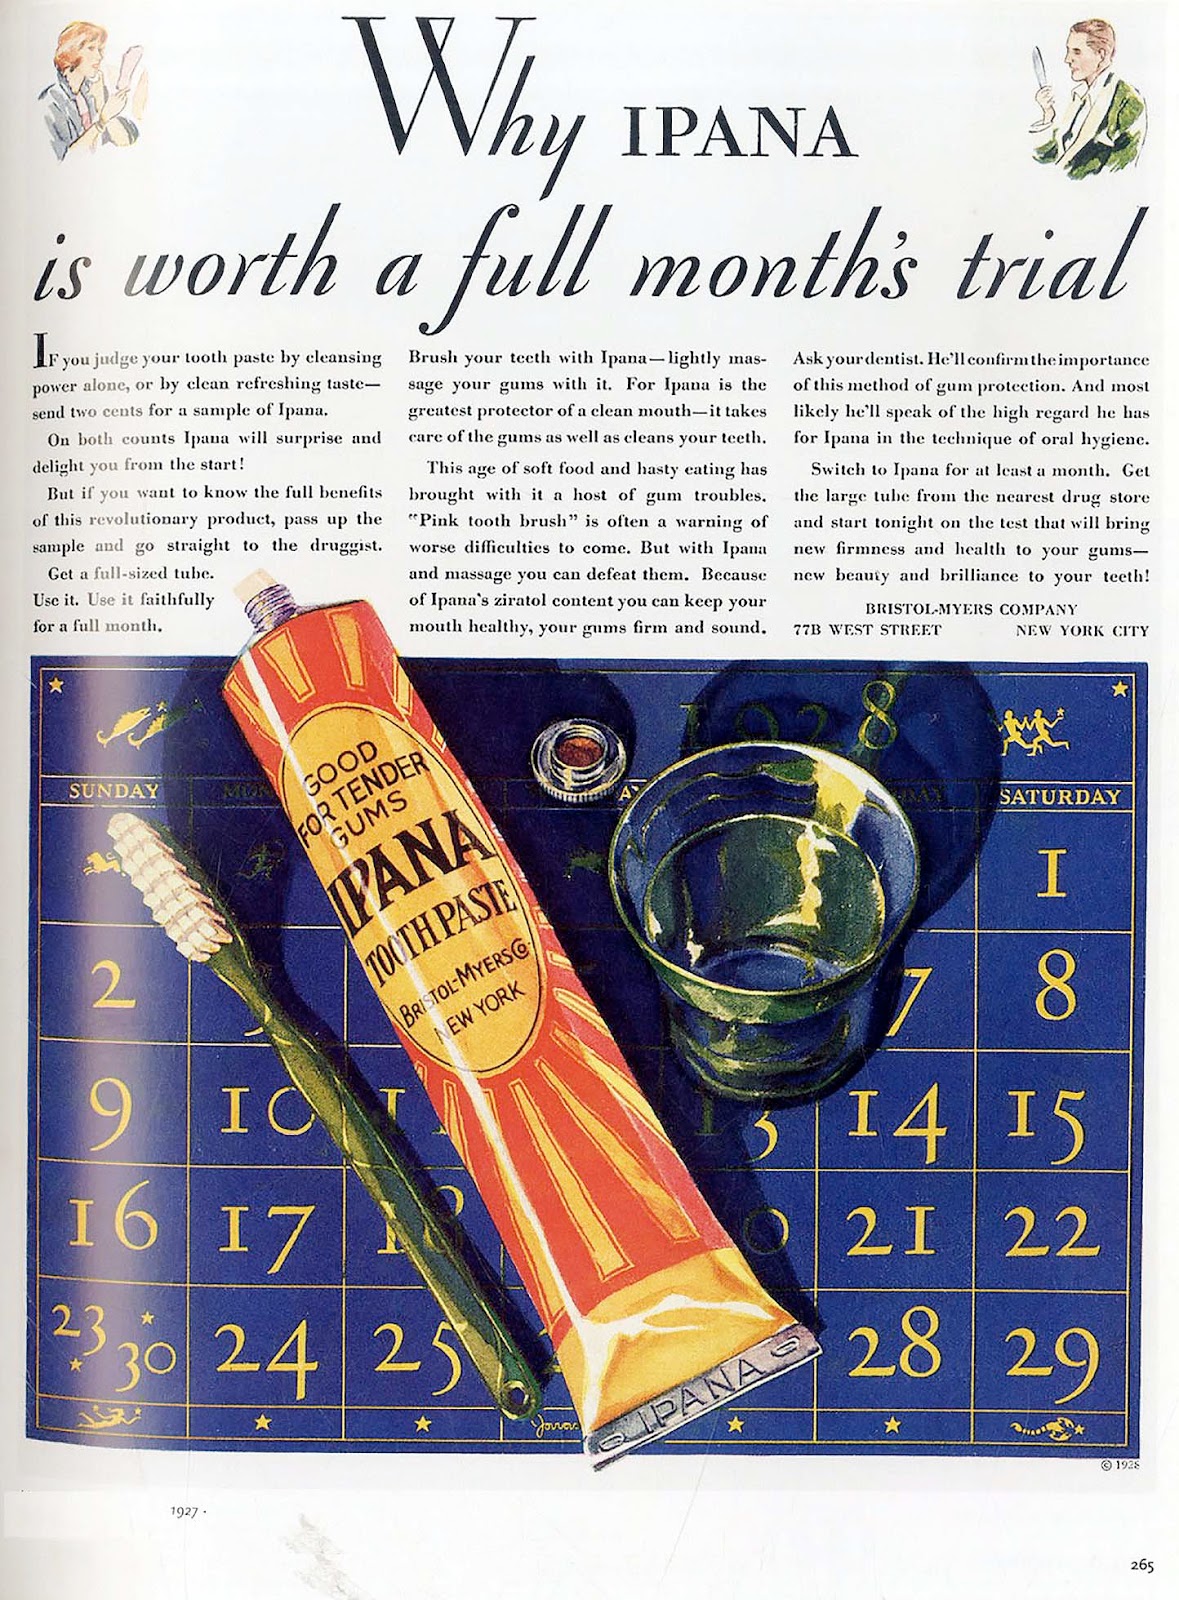 Why IPANA
is worth a full month's trial
IF you judge your tooth paste by cleansing
power alone, or by clean refreshing taste—
send two cents for a sample of Ipana.
On both counts Ipana will surprise and
delight you from the start!
But if you want to know the full benefits
of this revolutionary product, pass up the
sample and go straight to the druggist.
Get a full-sized tube.
Use it. Use it faithfully
for a full month.
Brush your teeth with Ipana—lightly mas-
sage your gums with it. For Ipana is the
greatest protector of a clean mouth—it takes
care of the gums as well as cleans your teeth.
This age of soft food and hasty eating has
brought with it a host of gum troubles.
"Pink tooth brush" is often a warning of
worse difficulties to come. But with Ipana
and massage you can defeat them. Because
of Ipana's ziratol content you can keep your
mouth healthy, your gums firm and sound.
Ask your dentist. He'll confirm the importance
of this method of gum protection. And most
likely he'll speak of the high regard he has
for Ipana in the technique of oral hygiene.
Switch to Ipana for at least a month. Get
the large tube from the nearest drug store
and start tonight on the test that will bring
new firmness and health to your gums—
new beauty and brilliance to your teeth!
BRISTOL-MYERS COMPANY
77B WEST STREET NEW YORK CITY
1928
SUNDAY SATURDAY
GOOD
FOR TENDER
GUMS
IPANA
TOOTH PASTE
BRISTOL-MYERS CO.
NEW YORK
1
2 7 8
9 10 13 14 15
16 17 21 22
23 30 24 25 28 29
IPANA
© 1928
1927
265